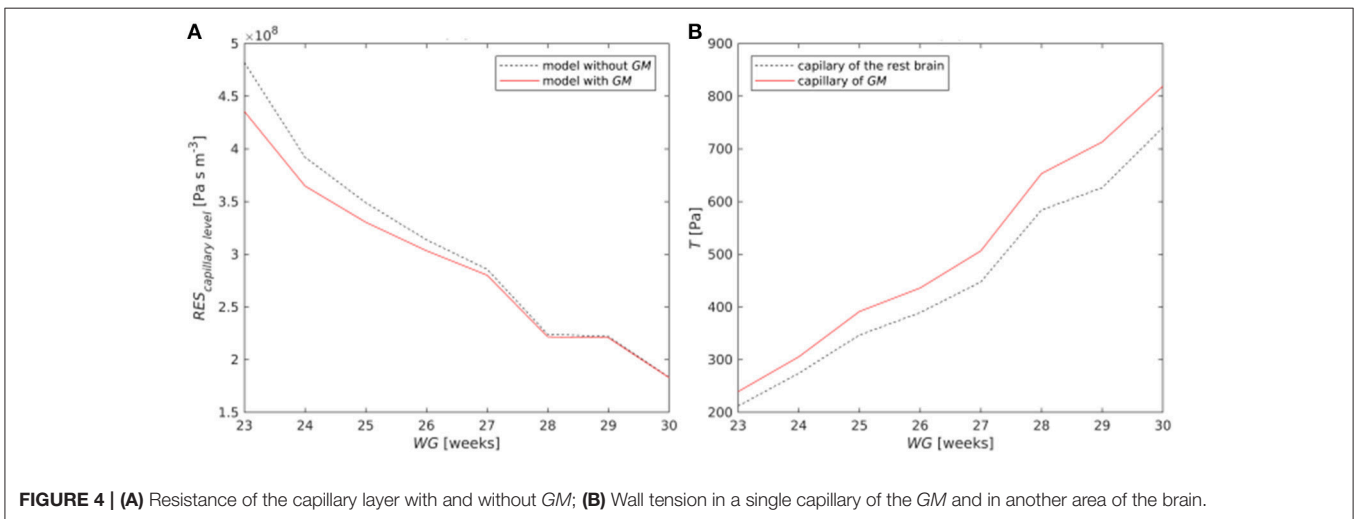 A
×10⁸
5
4.5
4
3.5
3
2.5
2
1.5
RES capillary level [Pa s m⁻³]
model without GM
model with GM
23 24 25 26 27 28 29 30
WG [weeks]
B
900
800
700
600
500
400
300
200
T [Pa]
capillary of the rest brain
capillary of GM
23 24 25 26 27 28 29 30
WG [weeks]
FIGURE 4 | (A) Resistance of the capillary layer with and without GM; (B) Wall tension in a single capillary of the GM and in another area of the brain.